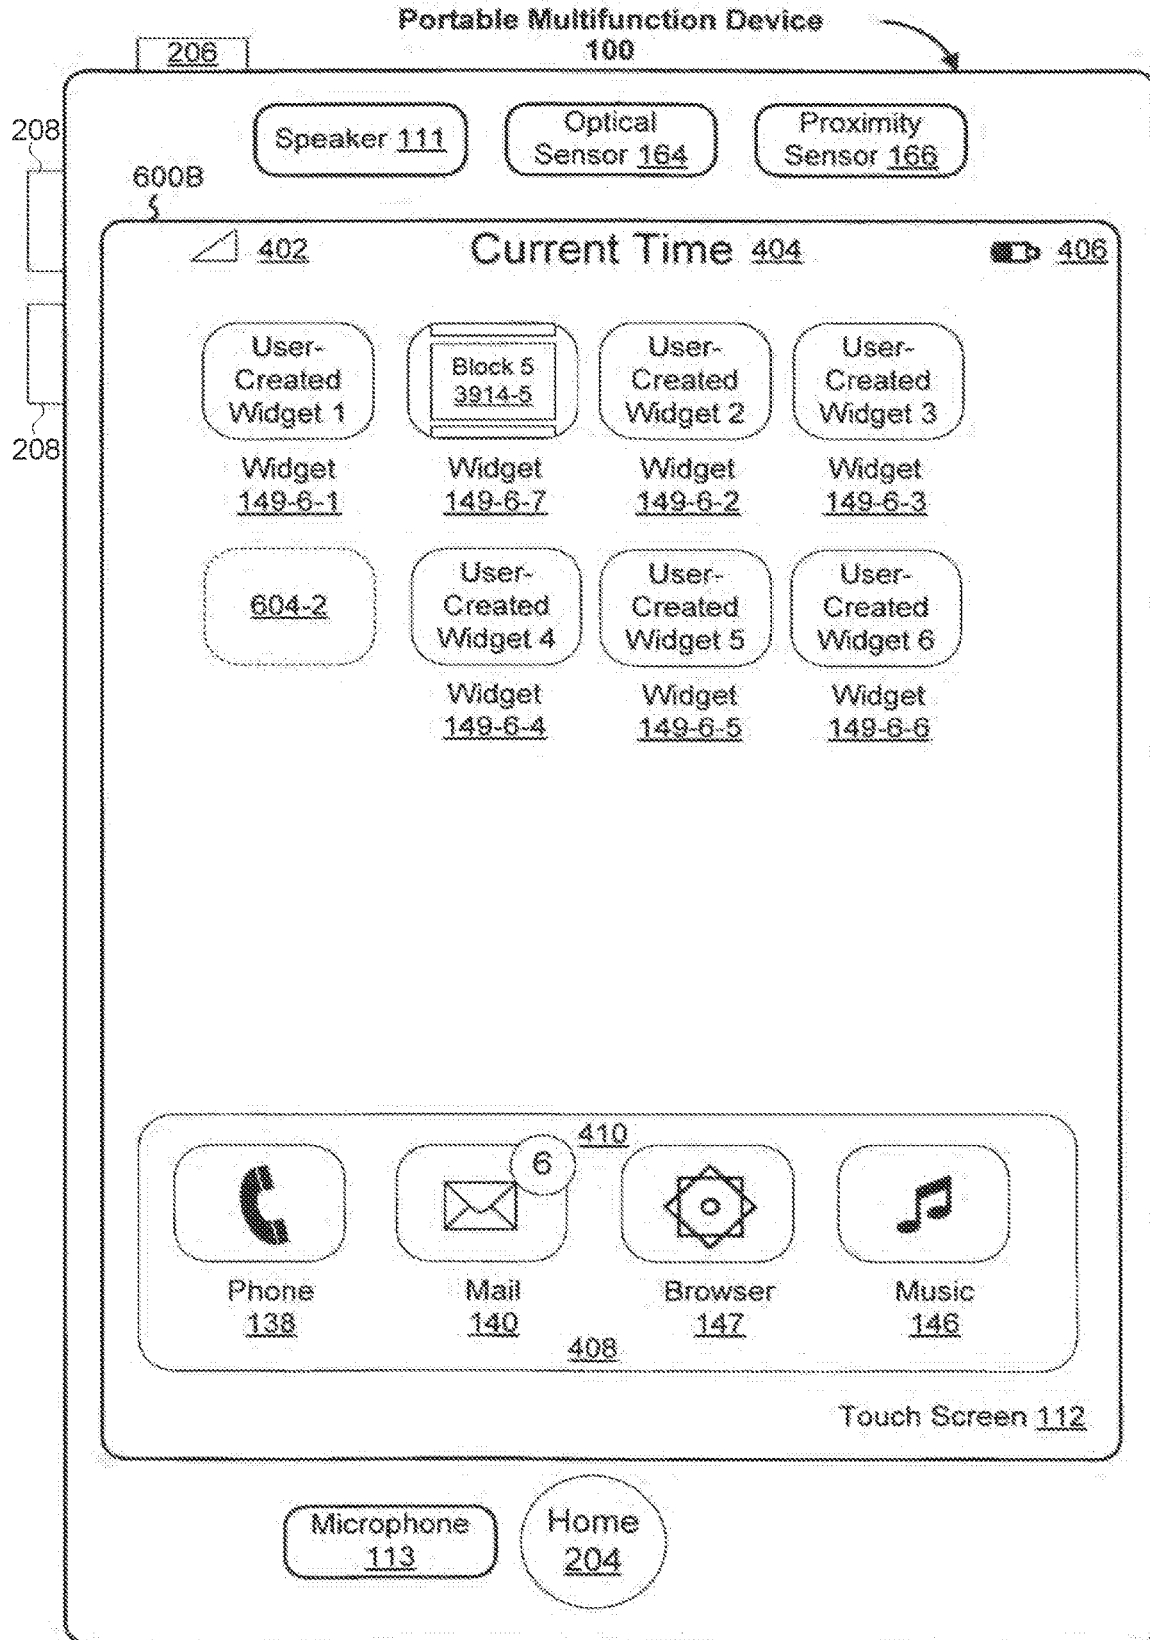 Portable Multifunction Device
100
206
208
208
Speaker 111
Optical
Sensor 164
Proximity
Sensor 166
600B
402
Current Time 404
406
User-
Created
Widget 1
Block 5
3914-5
User-
Created
Widget 2
User-
Created
Widget 3
Widget
149-6-1
Widget
149-6-7
Widget
149-6-2
Widget
149-6-3
604-2
User-
Created
Widget 4
User-
Created
Widget 5
User-
Created
Widget 6
Widget
149-6-4
Widget
149-6-5
Widget
149-6-6
410
6
Phone
138
Mail
140
Browser
147
Music
146
408
Touch Screen 112
Microphone
113
Home
204